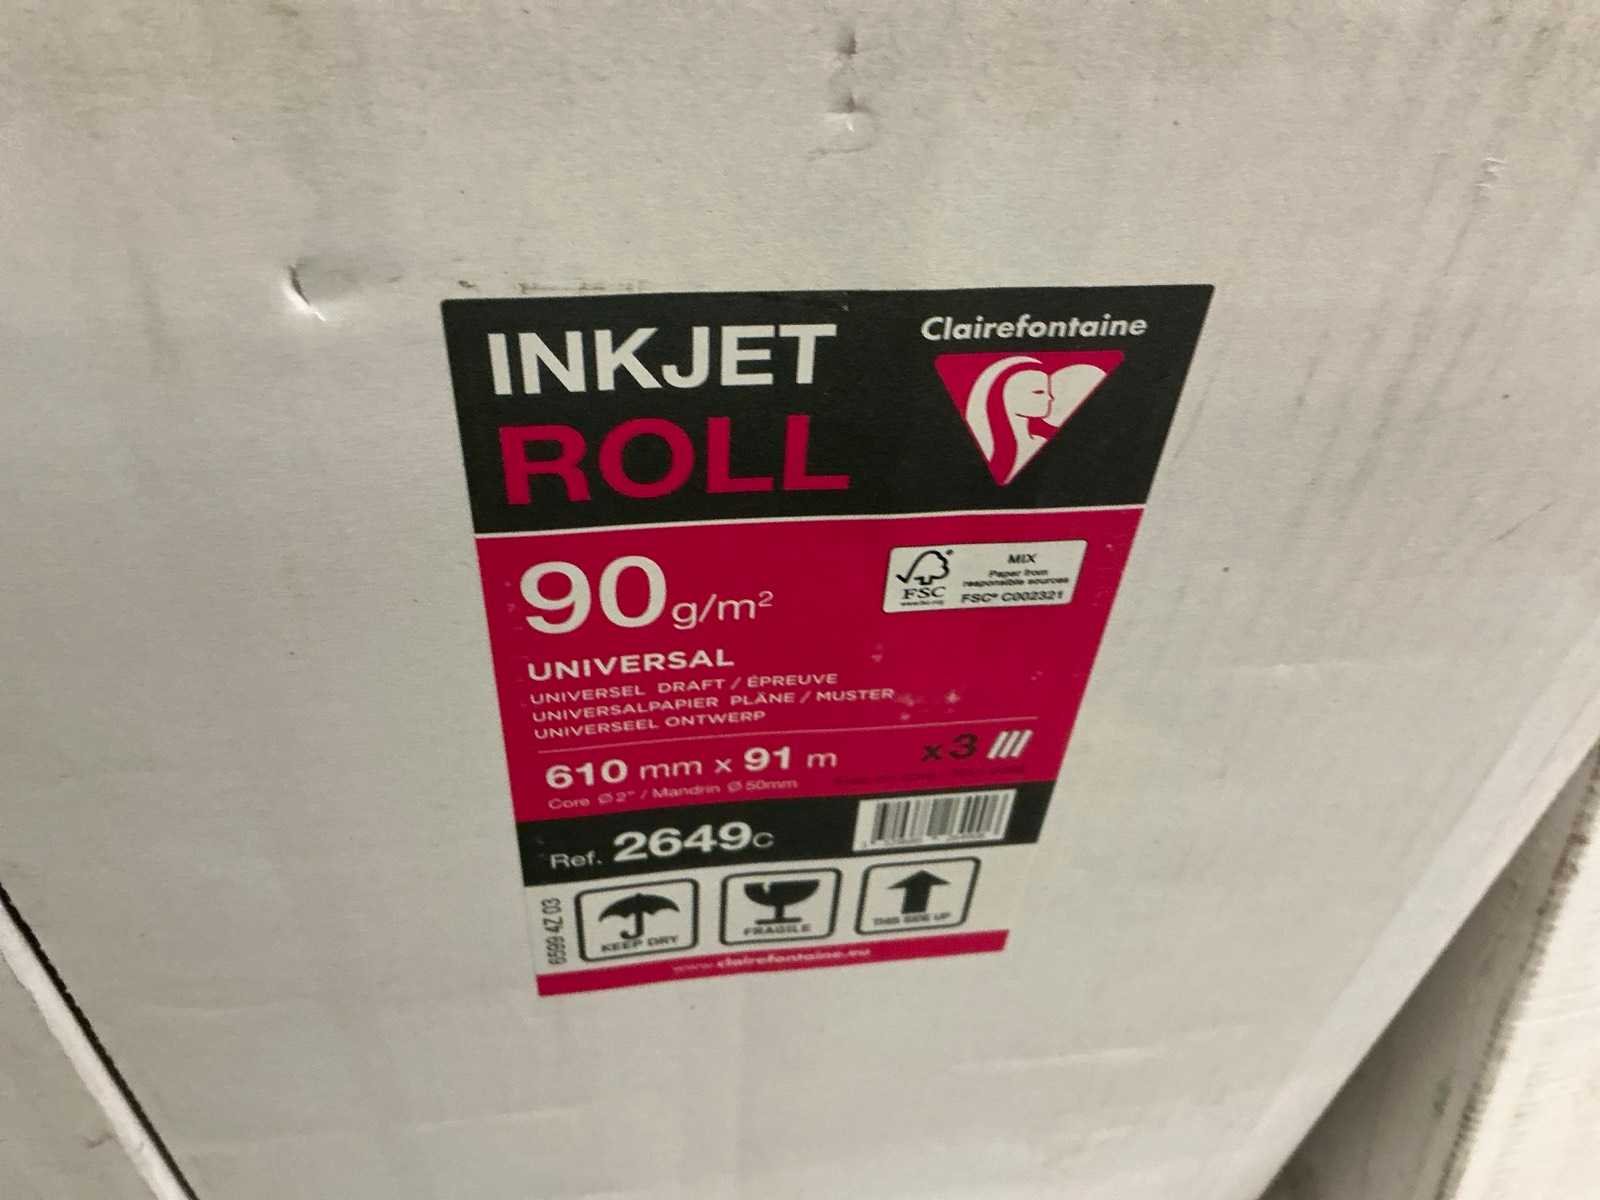 INKJET
ROLL
Clairefontaine
90 g/m²
FSC
MIX
Paper from
responsible sources
FSC® C002321
UNIVERSAL
UNIVERSEL DRAFT / ÉPREUVE
UNIVERSALPAPIER PLÄNE / MUSTER
UNIVERSEEL ONTWERP
610 mm x 91 m
x3
Core Ø 2" / Mandrin Ø 50mm
Ref. 2649C
6599 4Z 03
KEEP DRY
FRAGILE
THIS SIDE UP
www.clairefontaine.eu